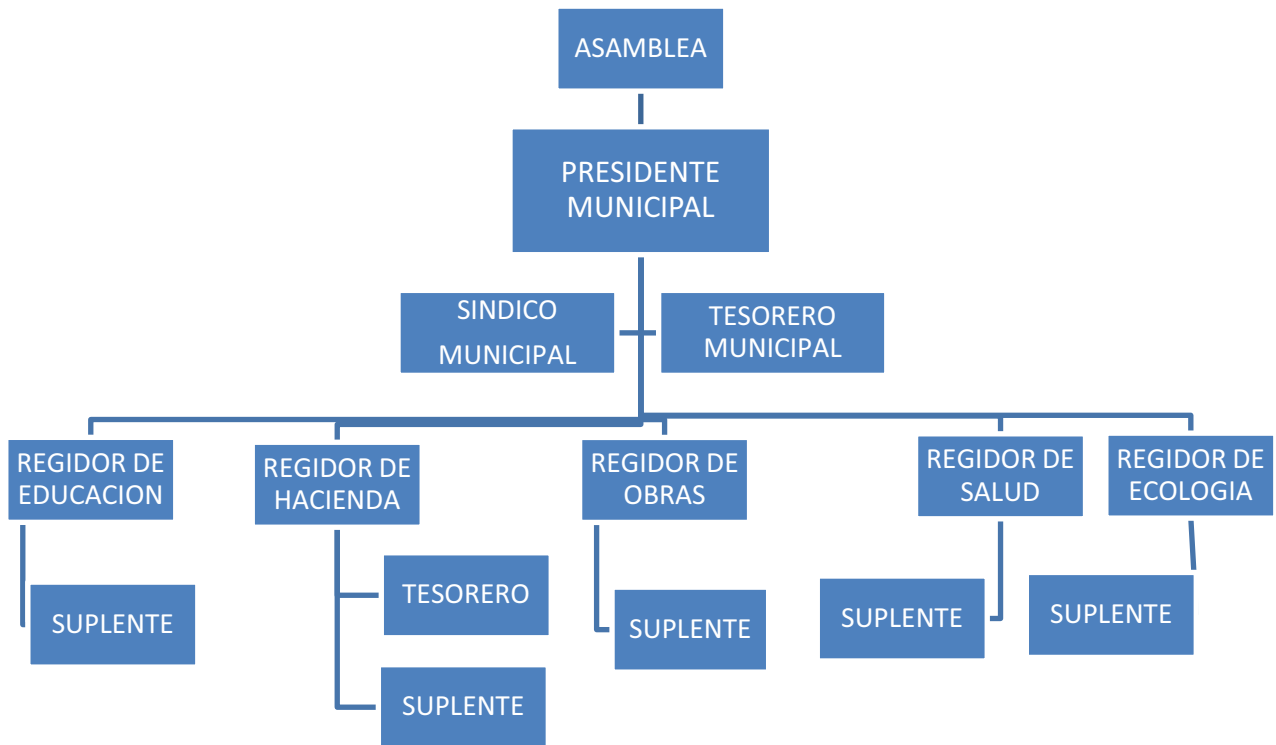 ASAMBLEA
PRESIDENTE
MUNICIPAL
SINDICO
MUNICIPAL
TESORERO
MUNICIPAL
REGIDOR DE
EDUCACION
REGIDOR DE
HACIENDA
REGIDOR DE
OBRAS
REGIDOR DE
SALUD
REGIDOR DE
ECOLOGIA
SUPLENTE
TESORERO
SUPLENTE
SUPLENTE
SUPLENTE
SUPLENTE